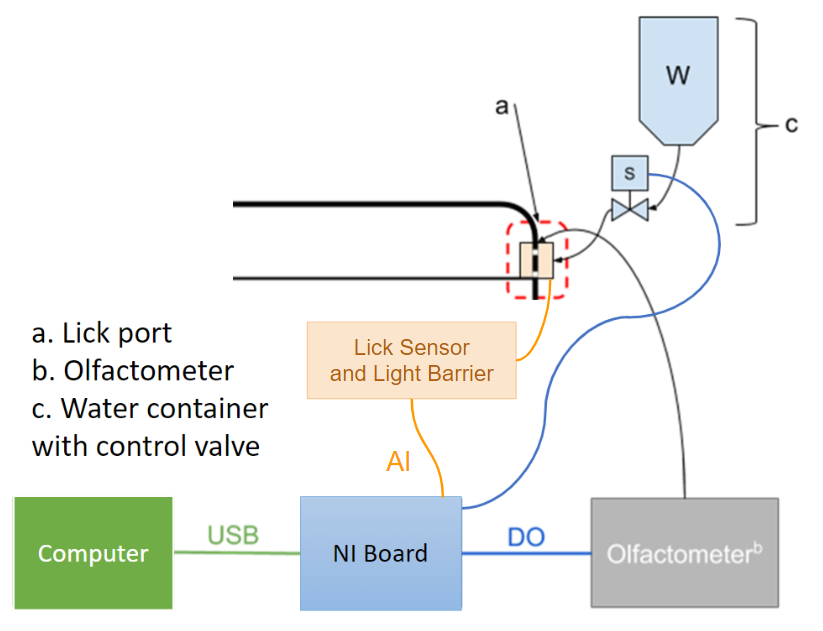 W
a
c
S
a. Lick port
b. Olfactometer
c. Water container
with control valve
Lick Sensor
and Light Barrier
AI
USB
DO
Computer
NI Board
Olfactometerb